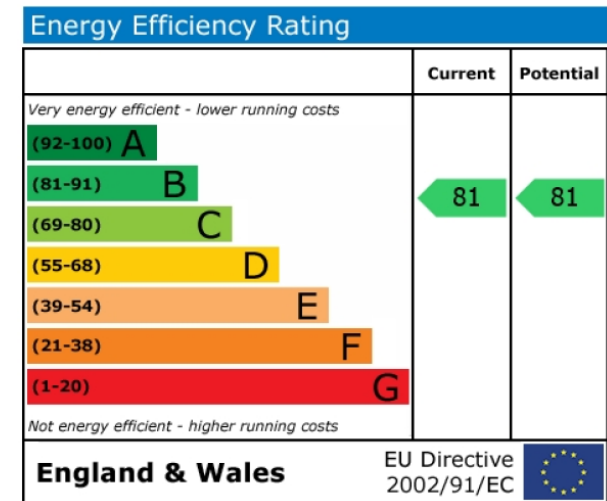 Energy Efficiency Rating
Current Potential
Very energy efficient - lower running costs
(92-100) A
(81-91) B
81 81
(69-80) C
(55-68) D
(39-54) E
(21-38) F
(1-20) G
Not energy efficient - higher running costs
England & Wales
EU Directive
2002/91/EC